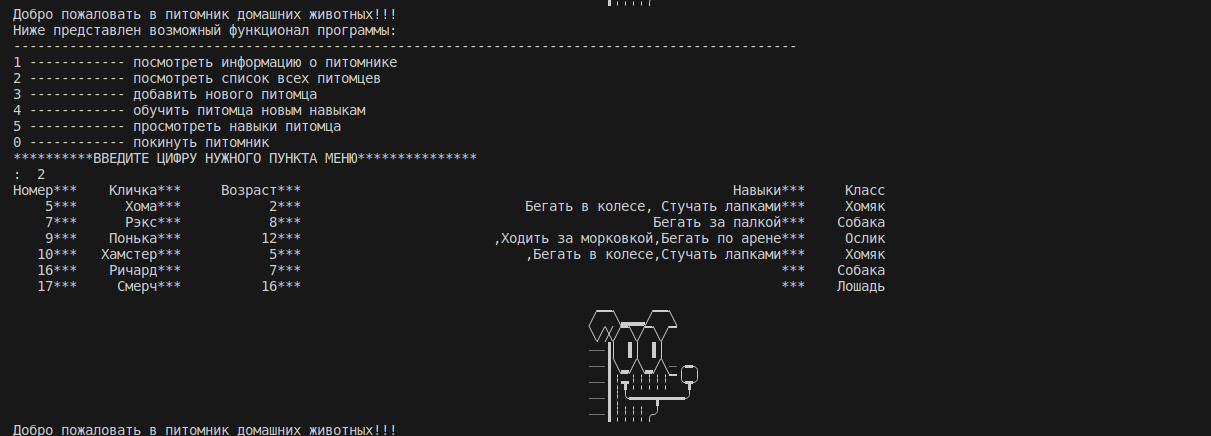 Добро пожаловать в питомник домашних животных!!!
Ниже представлен возможный функционал программы:
--------------------------------------------------------------------------------------------------
1 ------------ посмотреть информацию о питомнике
2 ------------ посмотреть список всех питомцев
3 ------------ добавить нового питомца
4 ------------ обучить питомца новым навыкам
5 ------------ просмотреть навыки питомца
0 ------------ покинуть питомник
**********ВВЕДИТЕ ЦИФРУ НУЖНОГО ПУНКТА МЕНЮ***************
:  2
Номер*** Кличка*** Возраст*** Навыки*** Класс
5*** Хома*** 2*** Бегать в колесе, Стучать лапками*** Хомяк
7*** Рэкс*** 8*** Бегать за палкой*** Собака
9*** Понька*** 12*** ,Ходить за морковкой,Бегать по арене*** Ослик
10*** Хамстер*** 5*** ,Бегать в колесе,Стучать лапками*** Хомяк
16*** Ричард*** 7*** *** Собака
17*** Смерч*** 16*** *** Лошадь
Добро пожаловать в питомник домашних животных!!!